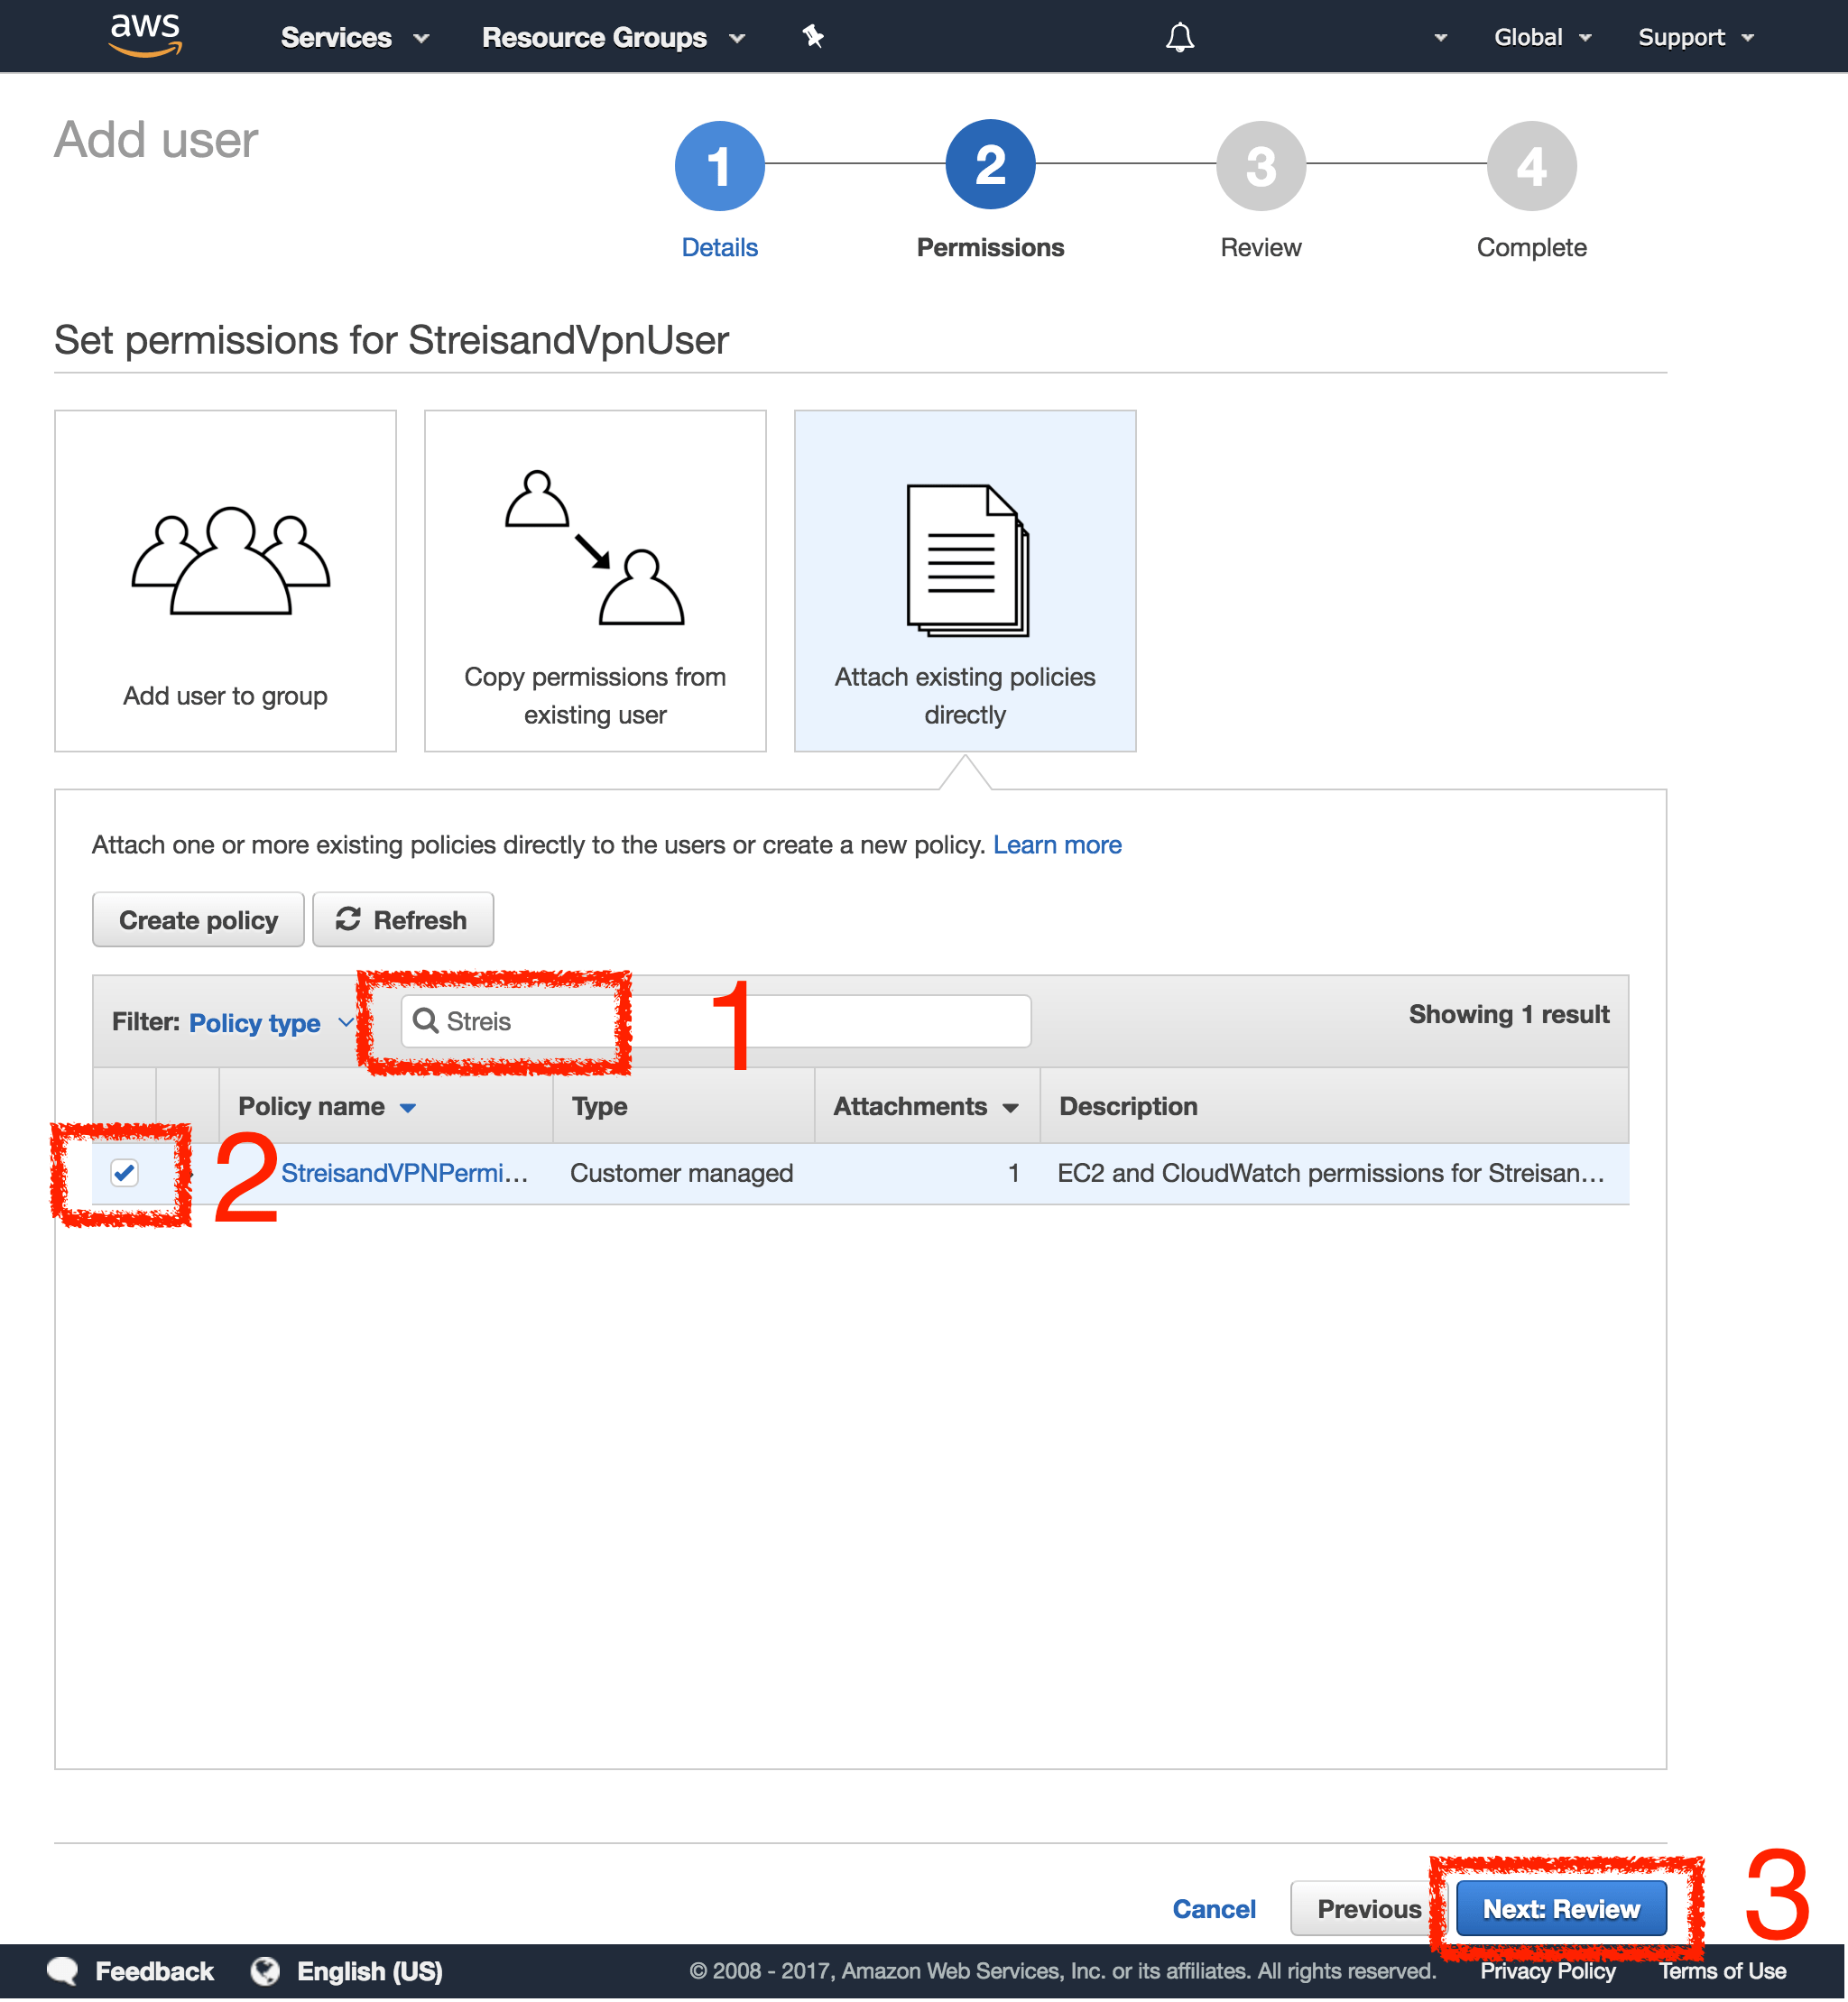 aws Services Resource Groups Global Support
Add user
1 2 3 4
Details Permissions Review Complete
Set permissions for StreisandVpnUser
Add user to group
Copy permissions from
existing user
Attach existing policies
directly
Attach one or more existing policies directly to the users or create a new policy. Learn more
Create policy Refresh
Filter: Policy type Streis 1 Showing 1 result
Policy name Type Attachments Description
2 StreisandVPNPermi... Customer managed 1 EC2 and CloudWatch permissions for Streisan...
Cancel Previous Next: Review 3
Feedback English (US) © 2008 - 2017, Amazon Web Services, Inc. or its affiliates. All rights reserved. Privacy Policy Terms of Use